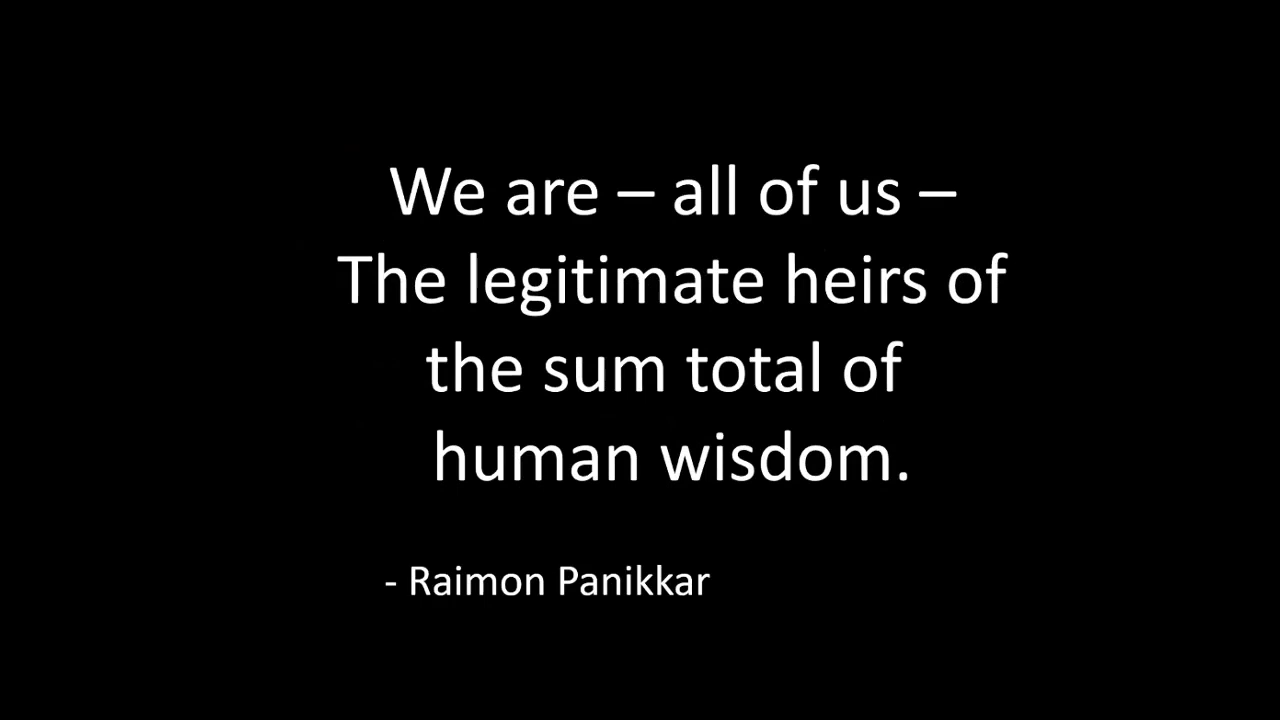 We are – all of us –
The legitimate heirs of
the sum total of
human wisdom.
- Raimon Panikkar